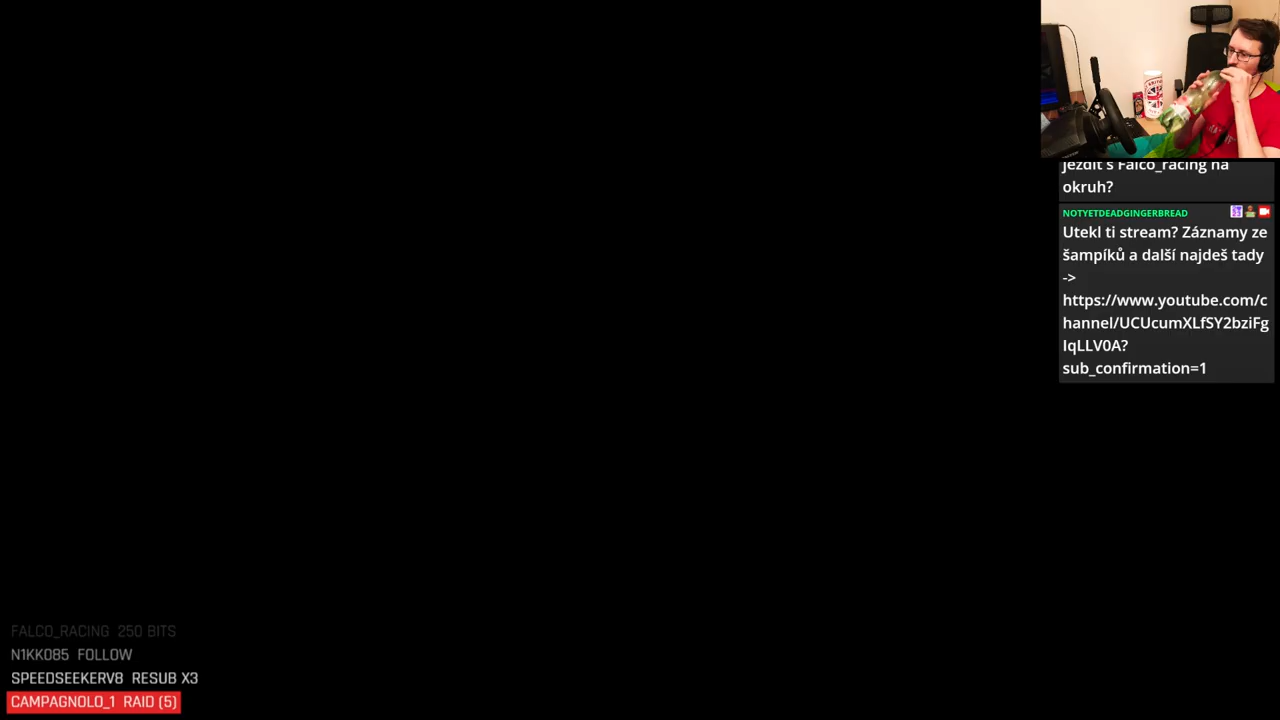 jezdit s Falco_racing na
okruh?
NOTYETDEADGINGERBREAD
Utekl ti stream? Záznamy ze
šampíků a další najdeš tady
->
https://www.youtube.com/c
hannel/UCUcumXLfSY2bziFg
IqLLV0A?
sub_confirmation=1
FALCO_RACING 250 BITS
N1KK085 FOLLOW
SPEEDSEEKERV8 RESUB X3
CAMPAGNOLO_1 RAID (5)